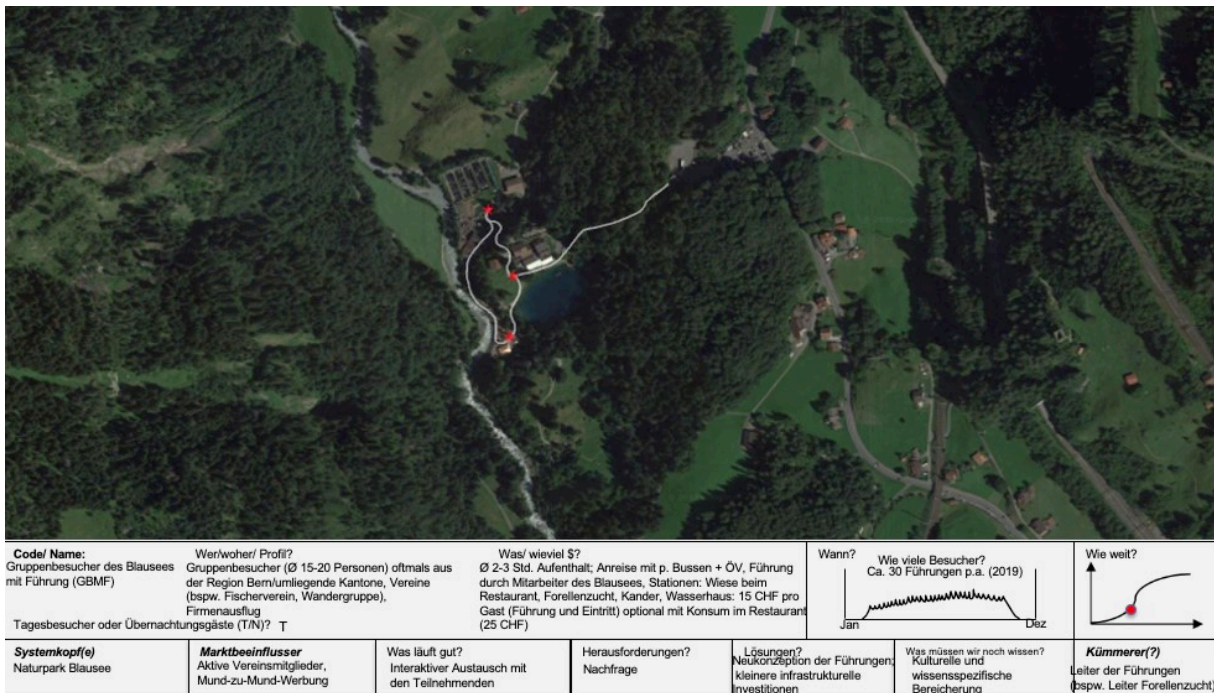 Code/ Name:
Gruppenbesucher des Blausees
mit Führung (GBMF)
Wer/woher/ Profil?
Gruppenbesucher (Ø 15-20 Personen) oftmals aus
der Region Bern/umliegende Kantone, Vereine
(bspw. Fischerverein, Wandergruppe),
Firmenausflug
Tagesbesucher oder Übernachtungsgäste (T/N)? T
Was/ wieviel $?
Ø 2-3 Std. Aufenthalt; Anreise mit p. Bussen + ÖV, Führung
durch Mitarbeiter des Blausees, Stationen: Wiese beim
Restaurant, Forellenzucht, Kander, Wasserhaus: 15 CHF pro
Gast (Führung und Eintritt) optional mit Konsum im Restaurant
(25 CHF)
Wann?
Wie viele Besucher?
Ca. 30 Führungen p.a. (2019)
Jan
Dez
Wie weit?
Systemkopf(e)
Naturpark Blausee
Marktbeeinflusser
Aktive Vereinsmitglieder,
Mund-zu-Mund-Werbung
Was läuft gut?
Interaktiver Austausch mit
den Teilnehmenden
Herausforderungen?
Nachfrage
Lösungen?
Neukonzeption der Führungen;
kleinere infrastrukturelle
Investitionen
Was müssen wir noch wissen?
Kulturelle und
wissensspezifische
Bereicherung
Kümmerer(?)
Leiter der Führungen
(bspw. Leiter Forellenzucht)